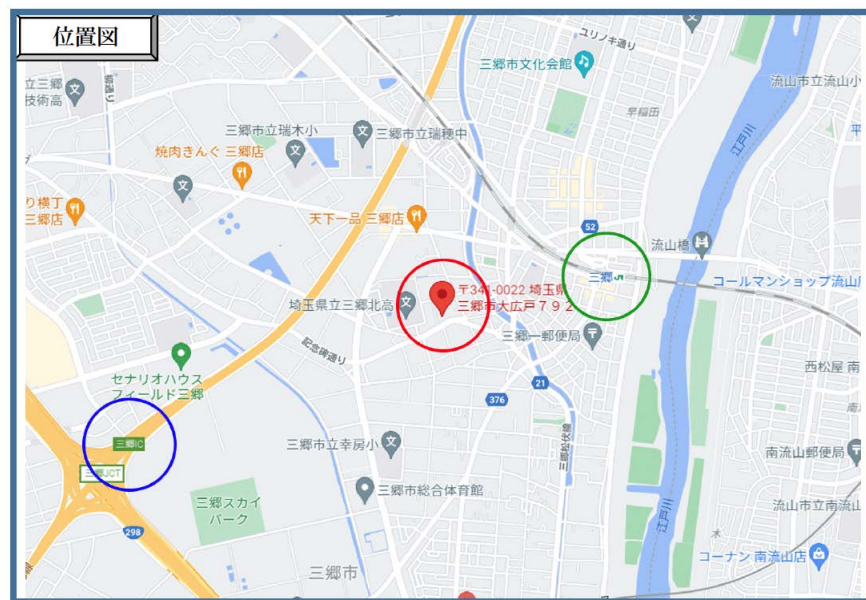 位置図
ユリノキ通り
三郷市文化会館
流山市立流山小
立三郷
技術高
早稲田
江戸川
三郷市立瑞木小
三郷市立瑞穂中
焼肉きんぐ 三郷店
り横丁
三郷店
天下一品 三郷店
52
流山橋
三郷
コールマンショップ流山
〒341-0022 埼玉県
三郷市大広戸792
埼玉県立三郷北高
三郷一郵便局
記念碑通り
セナリオハウス
フィールド三郷
西松屋 南
21
376
三郷IC
三郷JCT
三郷市立幸房小
三郷松伏線
南流山郵便局
三郷市総合体育館
三郷スカイ
パーク
流山市立南流山
298
江戸川
木
コーナン 南流山店
三郷市